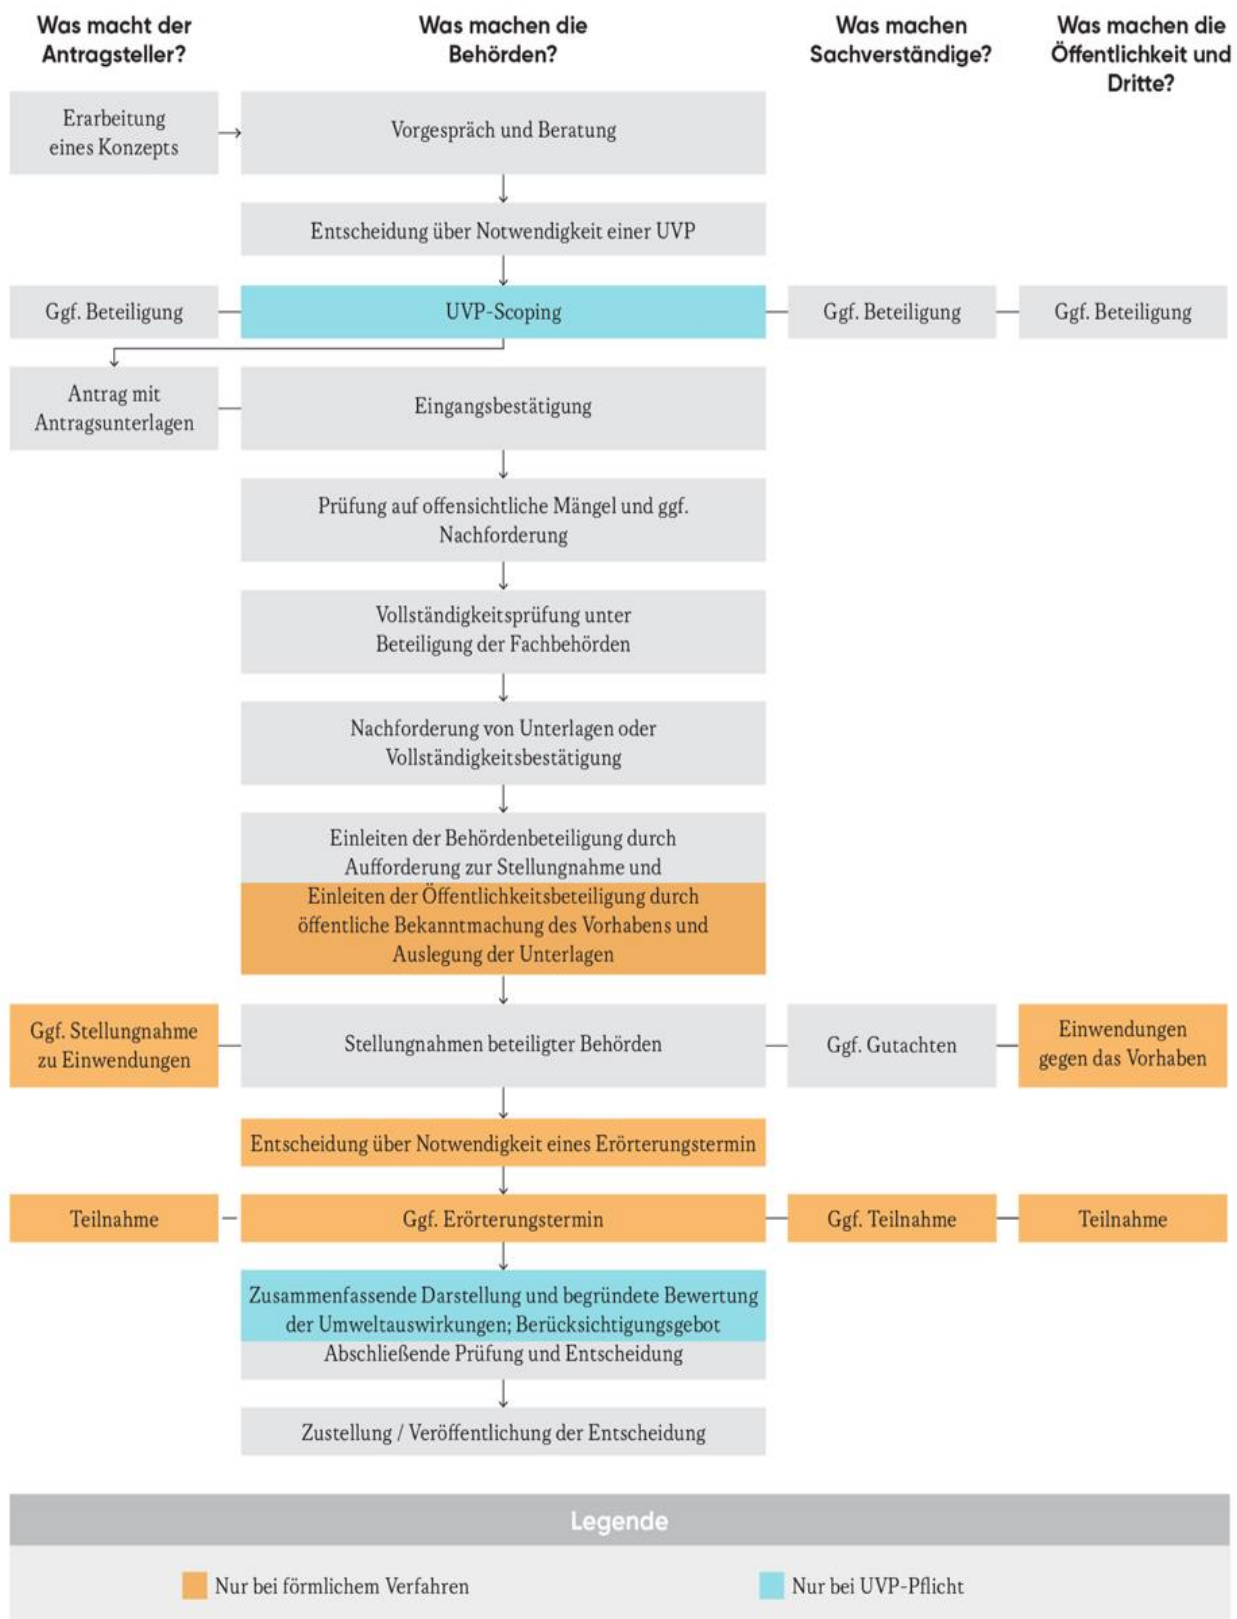 Was macht der
Antragsteller?
Was machen die
Behörden?
Was machen
Sachverständige?
Was machen die
Öffentlichkeit und
Dritte?
Erarbeitung
eines Konzepts
Vorgespräch und Beratung
Entscheidung über Notwendigkeit einer UVP
Ggf. Beteiligung
UVP-Scoping
Ggf. Beteiligung
Ggf. Beteiligung
Antrag mit
Antragsunterlagen
Eingangsbestätigung
Prüfung auf offensichtliche Mängel und ggf.
Nachforderung
Vollständigkeitsprüfung unter
Beteiligung der Fachbehörden
Nachforderung von Unterlagen oder
Vollständigkeitsbestätigung
Einleiten der Behördenbeteiligung durch
Aufforderung zur Stellungnahme und
Einleiten der Öffentlichkeitsbeteiligung durch
öffentliche Bekanntmachung des Vorhabens und
Auslegung der Unterlagen
Ggf. Stellungnahme
zu Einwendungen
Stellungnahmen beteiligter Behörden
Ggf. Gutachten
Einwendungen
gegen das Vorhaben
Entscheidung über Notwendigkeit eines Erörterungstermin
Teilnahme
Ggf. Erörterungstermin
Ggf. Teilnahme
Teilnahme
Zusammenfassende Darstellung und begründete Bewertung
der Umweltauswirkungen; Berücksichtigungsgebot
Abschließende Prüfung und Entscheidung
Zustellung / Veröffentlichung der Entscheidung
Legende
Nur bei förmlichem Verfahren
Nur bei UVP-Pflicht